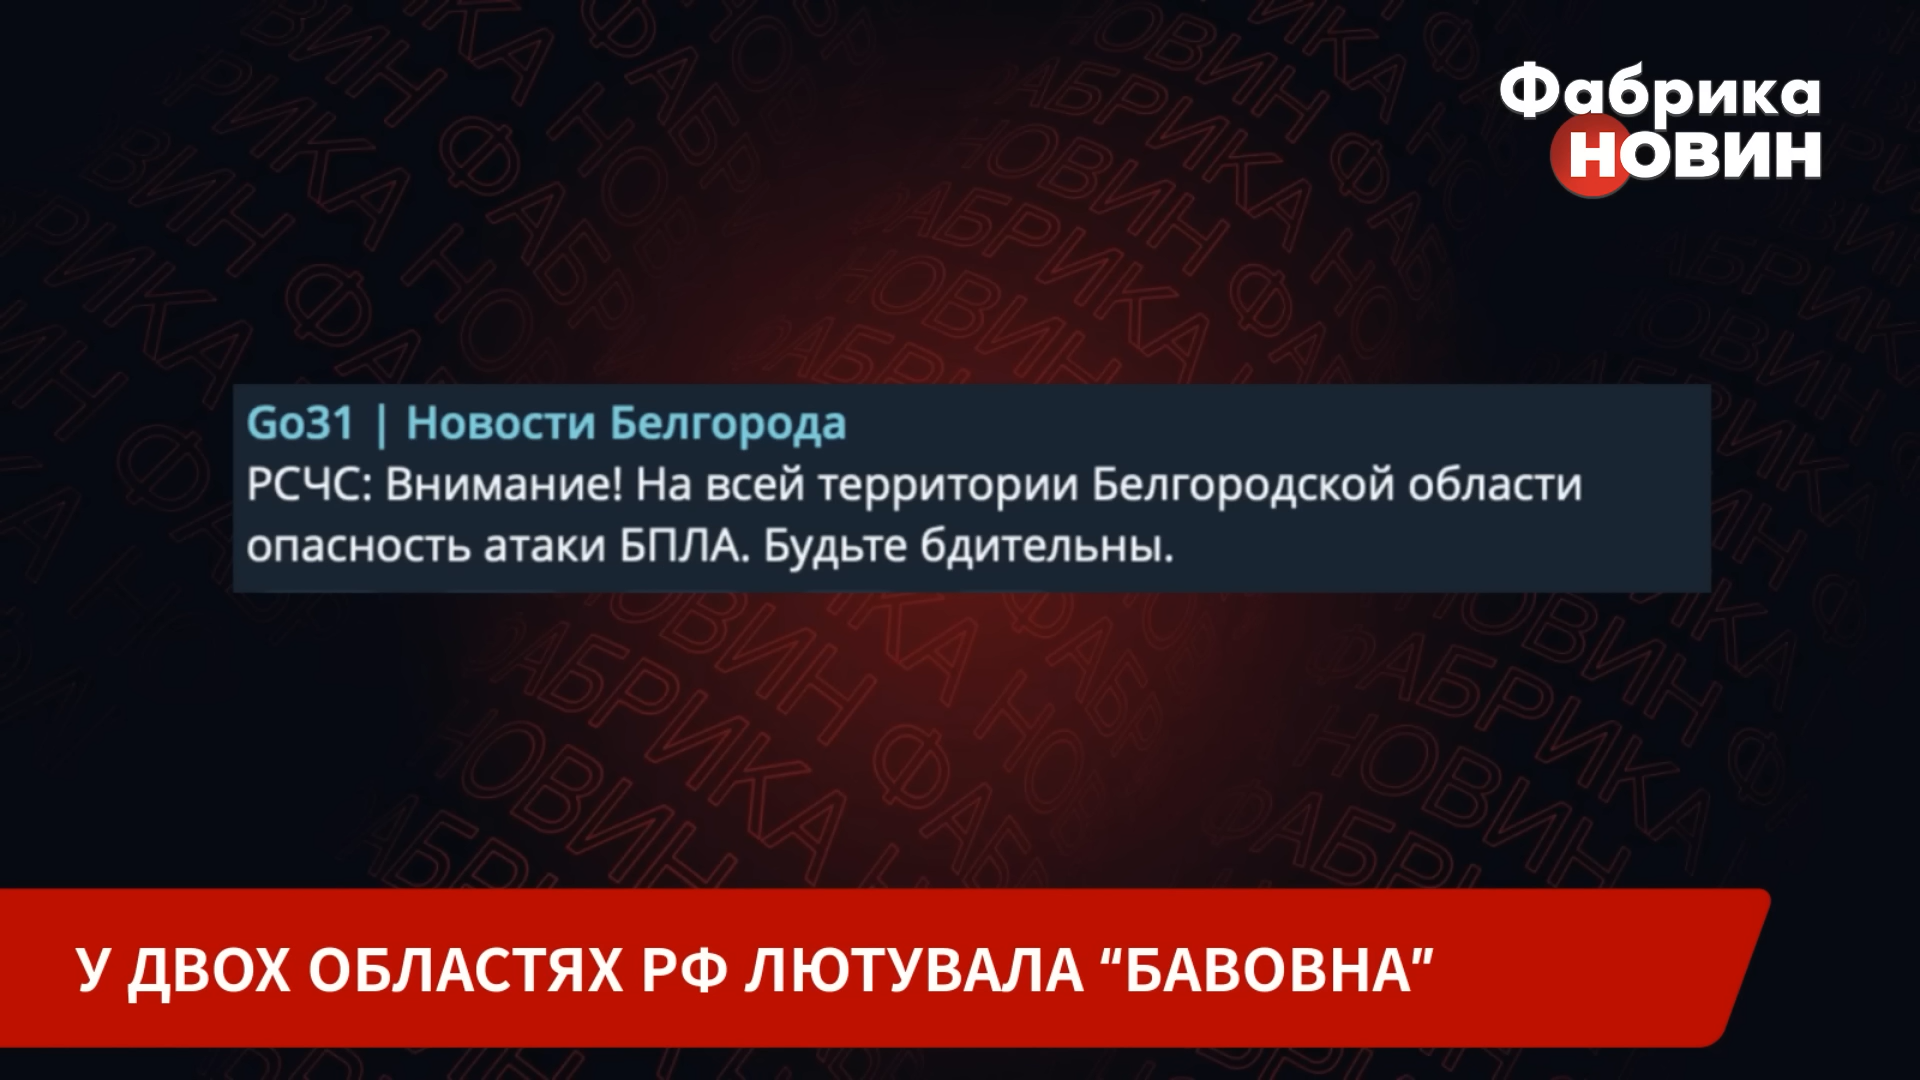 Фабрика
новин
Go31 | Новости Белгорода
РСЧС: Внимание! На всей территории Белгородской области
опасность атаки БПЛА. Будьте бдительны.
У ДВОХ ОБЛАСТЯХ РФ ЛЮТУВАЛА “БАВОВНА”